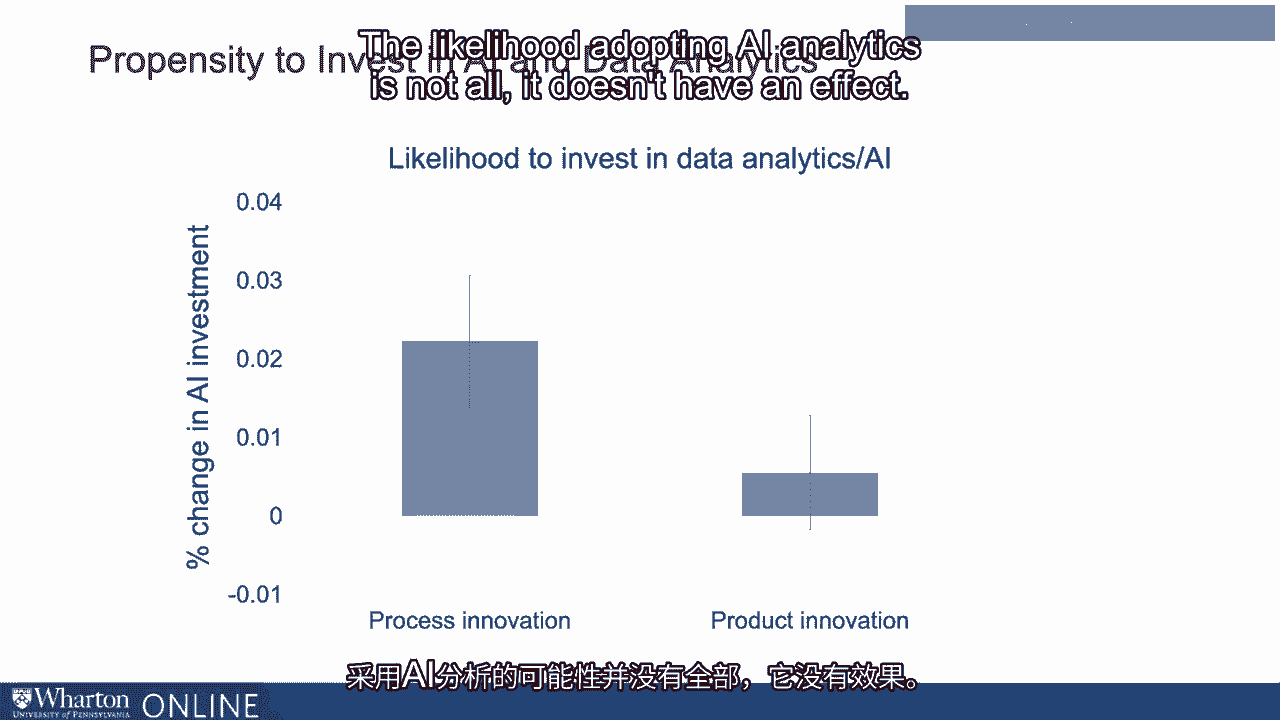 Propensity to Invest in AI and Data Analytics
The likelihood adopting AI analytics
is not all, it doesn't have an effect.
Likelihood to invest in data analytics/AI
% change in AI investment
0.04
0.03
0.02
0.01
0
-0.01
Process innovation
Product innovation
采用AI分析的可能性并没有全部，它没有效果。
Wharton
UNIVERSITY of PENNSYLVANIA
ONLINE